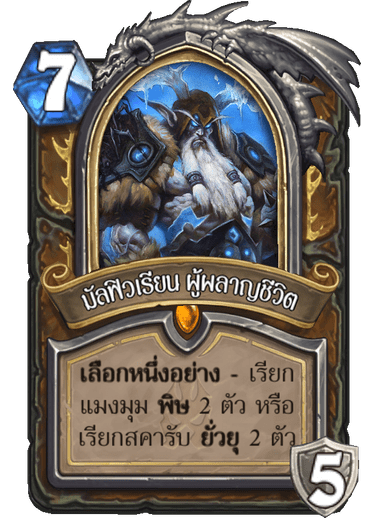 7
มัลฟิวเรียน ผู้ผลาญชีวิต
เลือกหนึ่งอย่าง - เรียก
แมงมุม พิษ 2 ตัว หรือ
เรียกสคารับ ยั่วยุ 2 ตัว
5